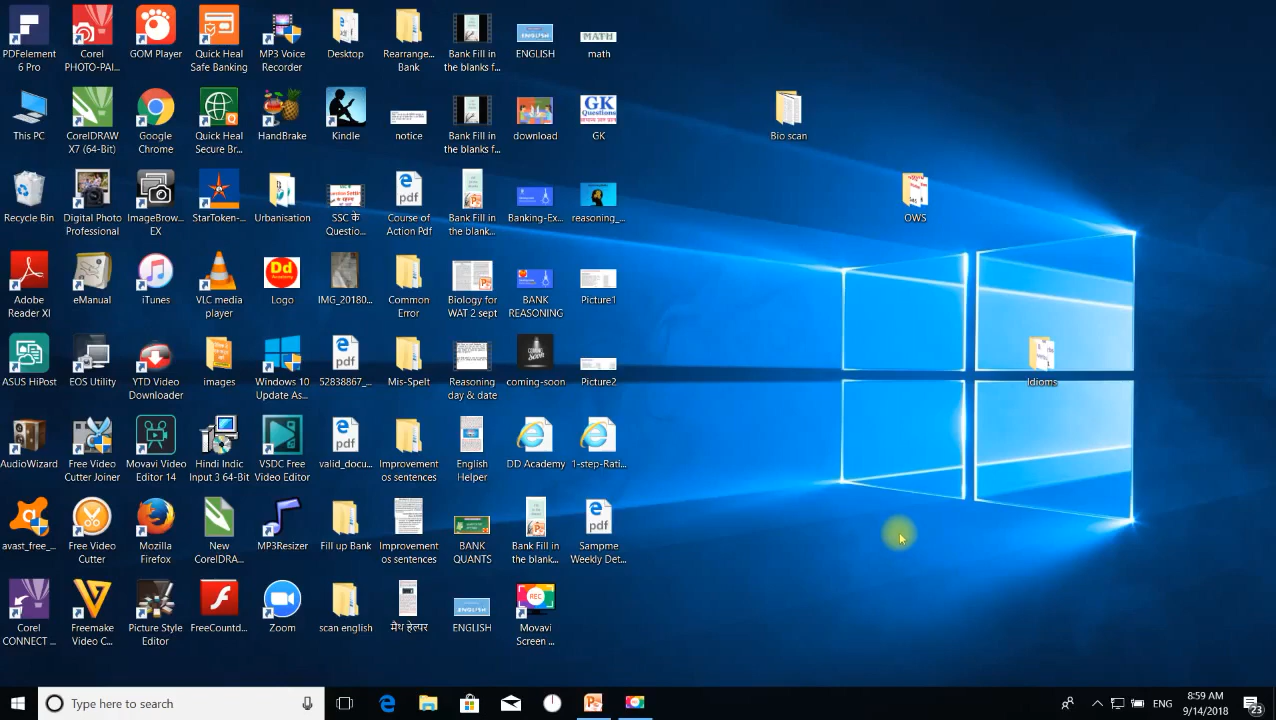 PDFelement
6 Pro
Corel
PHOTO-PAI...
GOM Player
Quick Heal
Safe Banking
MP3 Voice
Recorder
Desktop
Rearrange...
Bank
Bank Fill in
the blanks f...
ENGLISH
math
This PC
CorelDRAW
X7 (64-Bit)
Google
Chrome
Quick Heal
Secure Br...
HandBrake
Kindle
notice
Bank Fill in
the blanks f...
download
GK
Questions
GK
Bio scan
Recycle Bin
Digital Photo
Professional
ImageBrow...
EX
StarToken-...
Urbanisation
SSC के
Questio...
Course of
Action Pdf
Bank Fill in
the blank...
Banking-Ex...
reasoning_...
OWS
Adobe
Reader XI
eManual
iTunes
VLC media
player
Logo
IMG_20180...
Common
Error
Biology for
WAT 2 sept
BANK
REASONING
Picture1
ASUS HiPost
EOS Utility
YTD Video
Downloader
images
Windows 10
Update As...
52838867_...
Mis-Spelt
Reasoning
day & date
coming-soon
Picture2
Idioms
AudioWizard
Free Video
Cutter Joiner
Movavi Video
Editor 14
Hindi Indic
Input 3 64-Bit
VSDC Free
Video Editor
valid_docu...
Improvement
os sentences
English
Helper
DD Academy
1-step-Rati...
avast_free_...
Free Video
Cutter
Mozilla
Firefox
New
CorelDRA...
MP3Resizer
Fill up Bank
Improvement
os sentences
BANK
QUANTS
Bank Fill in
the blank...
Sampme
Weekly Det...
Corel
CONNECT ...
Freemake
Video C...
Picture Style
Editor
FreeCountd...
Zoom
scan english
मैथ हेल्पर
ENGLISH
Movavi
Screen ...
Type here to search
ENG
8:59 AM
9/14/2018
23